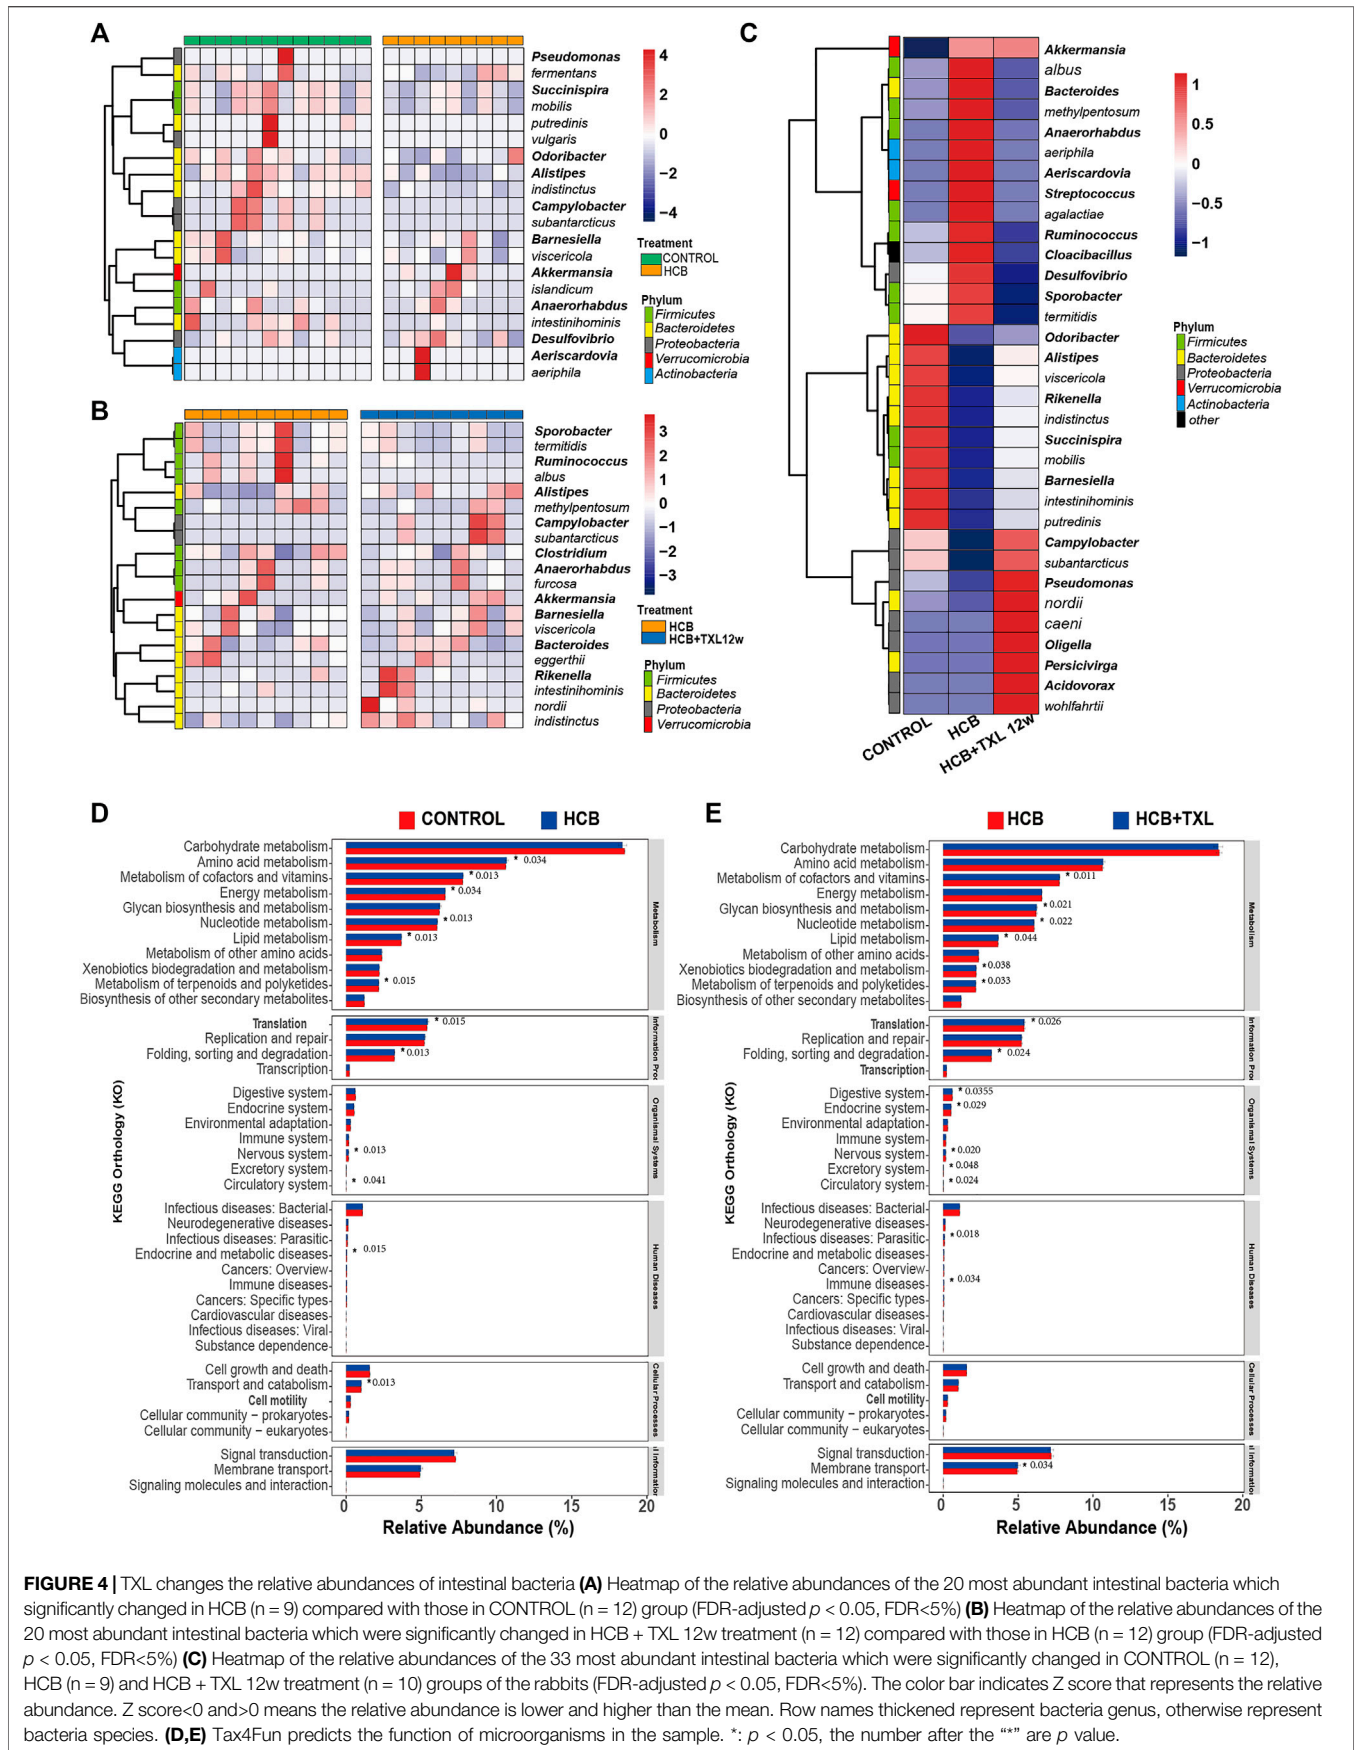 A
Pseudomonas
fermentans
Succinispira
mobilis
putredinis
vulgaris
Odoribacter
Alistipes
indistinctus
Campylobacter
subantarcticus
Barnesiella
viscericola
Akkermansia
islandicum
Anaerorhabdus
intestinihominis
Desulfovibrio
Aeriscardovia
aeriphila
4
2
0
−2
−4
Treatment
CONTROL
HCB
Phylum
Firmicutes
Bacteroidetes
Proteobacteria
Verrucomicrobia
Actinobacteria
B
Sporobacter
termitidis
Ruminococcus
albus
Alistipes
methylpentosum
Campylobacter
subantarcticus
Clostridium
Anaerorhabdus
furcosa
Akkermansia
Barnesiella
viscericola
Bacteroides
eggerthii
Rikenella
intestinihominis
nordii
indistinctus
3
2
1
0
−1
−2
−3
Treatment
HCB
HCB+TXL12w
Phylum
Firmicutes
Bacteroidetes
Proteobacteria
Verrucomicrobia
C
Akkermansia
albus
Bacteroides
methylpentosum
Anaerorhabdus
aeriphila
Aeriscardovia
Streptococcus
agalactiae
Ruminococcus
Cloacibacillus
Desulfovibrio
Sporobacter
termitidis
Odoribacter
Alistipes
viscericola
Rikenella
indistinctus
Succinispira
mobilis
Barnesiella
intestinihominis
putredinis
Campylobacter
subantarcticus
Pseudomonas
nordii
caeni
Oligella
Persicivirga
Acidovorax
wohlfahrtii
CONTROL
HCB
HCB+TXL 12w
1
0.5
0
−0.5
−1
Phylum
Firmicutes
Bacteroidetes
Proteobacteria
Verrucomicrobia
Actinobacteria
other
D
CONTROL HCB
KEGG Orthology (KO)
Carbohydrate metabolism
Amino acid metabolism * 0.034
Metabolism of cofactors and vitamins * 0.013
Energy metabolism * 0.034
Glycan biosynthesis and metabolism
Nucleotide metabolism * 0.013
Lipid metabolism * 0.013
Metabolism of other amino acids
Xenobiotics biodegradation and metabolism
Metabolism of terpenoids and polyketides * 0.015
Biosynthesis of other secondary metabolites
Metabolism
Translation * 0.015
Replication and repair
Folding, sorting and degradation * 0.013
Transcription
Information Proc
Digestive system
Endocrine system
Environmental adaptation
Immune system
Nervous system * 0.013
Excretory system
Circulatory system * 0.041
Organismal Systems
Infectious diseases: Bacterial
Neurodegenerative diseases
Infectious diseases: Parasitic
Endocrine and metabolic diseases * 0.015
Cancers: Overview
Immune diseases
Cancers: Specific types
Cardiovascular diseases
Infectious diseases: Viral
Substance dependence
Human Diseases
Cell growth and death
Transport and catabolism * 0.013
Cell motility
Cellular community − prokaryotes
Cellular community − eukaryotes
Cellular Processes
Signal transduction
Membrane transport
Signaling molecules and interaction
l Information
0 5 10 15 20
Relative Abundance (%)
E
HCB HCB+TXL
KEGG Orthology (KO)
Carbohydrate metabolism
Amino acid metabolism
Metabolism of cofactors and vitamins * 0.011
Energy metabolism
Glycan biosynthesis and metabolism * 0.021
Nucleotide metabolism * 0.022
Lipid metabolism * 0.044
Metabolism of other amino acids
Xenobiotics biodegradation and metabolism * 0.038
Metabolism of terpenoids and polyketides * 0.033
Biosynthesis of other secondary metabolites
Metabolism
Translation * 0.026
Replication and repair
Folding, sorting and degradation * 0.024
Transcription
Information Proc
Digestive system * 0.0355
Endocrine system * 0.029
Environmental adaptation
Immune system
Nervous system * 0.020
Excretory system * 0.048
Circulatory system * 0.024
Organismal Systems
Infectious diseases: Bacterial
Neurodegenerative diseases
Infectious diseases: Parasitic * 0.018
Endocrine and metabolic diseases
Cancers: Overview
Immune diseases * 0.034
Cancers: Specific types
Cardiovascular diseases
Infectious diseases: Viral
Substance dependence
Human Diseases
Cell growth and death
Transport and catabolism
Cell motility
Cellular community − prokaryotes
Cellular community − eukaryotes
Cellular Processes
Signal transduction
Membrane transport * 0.034
Signaling molecules and interaction
l Information
0 5 10 15 20
Relative Abundance (%)
FIGURE 4 | TXL changes the relative abundances of intestinal bacteria (A) Heatmap of the relative abundances of the 20 most abundant intestinal bacteria which
significantly changed in HCB (n = 9) compared with those in CONTROL (n = 12) group (FDR-adjusted p < 0.05, FDR<5%) (B) Heatmap of the relative abundances of the
20 most abundant intestinal bacteria which were significantly changed in HCB + TXL 12w treatment (n = 12) compared with those in HCB (n = 12) group (FDR-adjusted
p < 0.05, FDR<5%) (C) Heatmap of the relative abundances of the 33 most abundant intestinal bacteria which were significantly changed in CONTROL (n = 12),
HCB (n = 9) and HCB + TXL 12w treatment (n = 10) groups of the rabbits (FDR-adjusted p < 0.05, FDR<5%). The color bar indicates Z score that represents the relative
abundance. Z score<0 and>0 means the relative abundance is lower and higher than the mean. Row names thickened represent bacteria genus, otherwise represent
bacteria species. (D,E) Tax4Fun predicts the function of microorganisms in the sample. *: p < 0.05, the number after the “*” are p value.